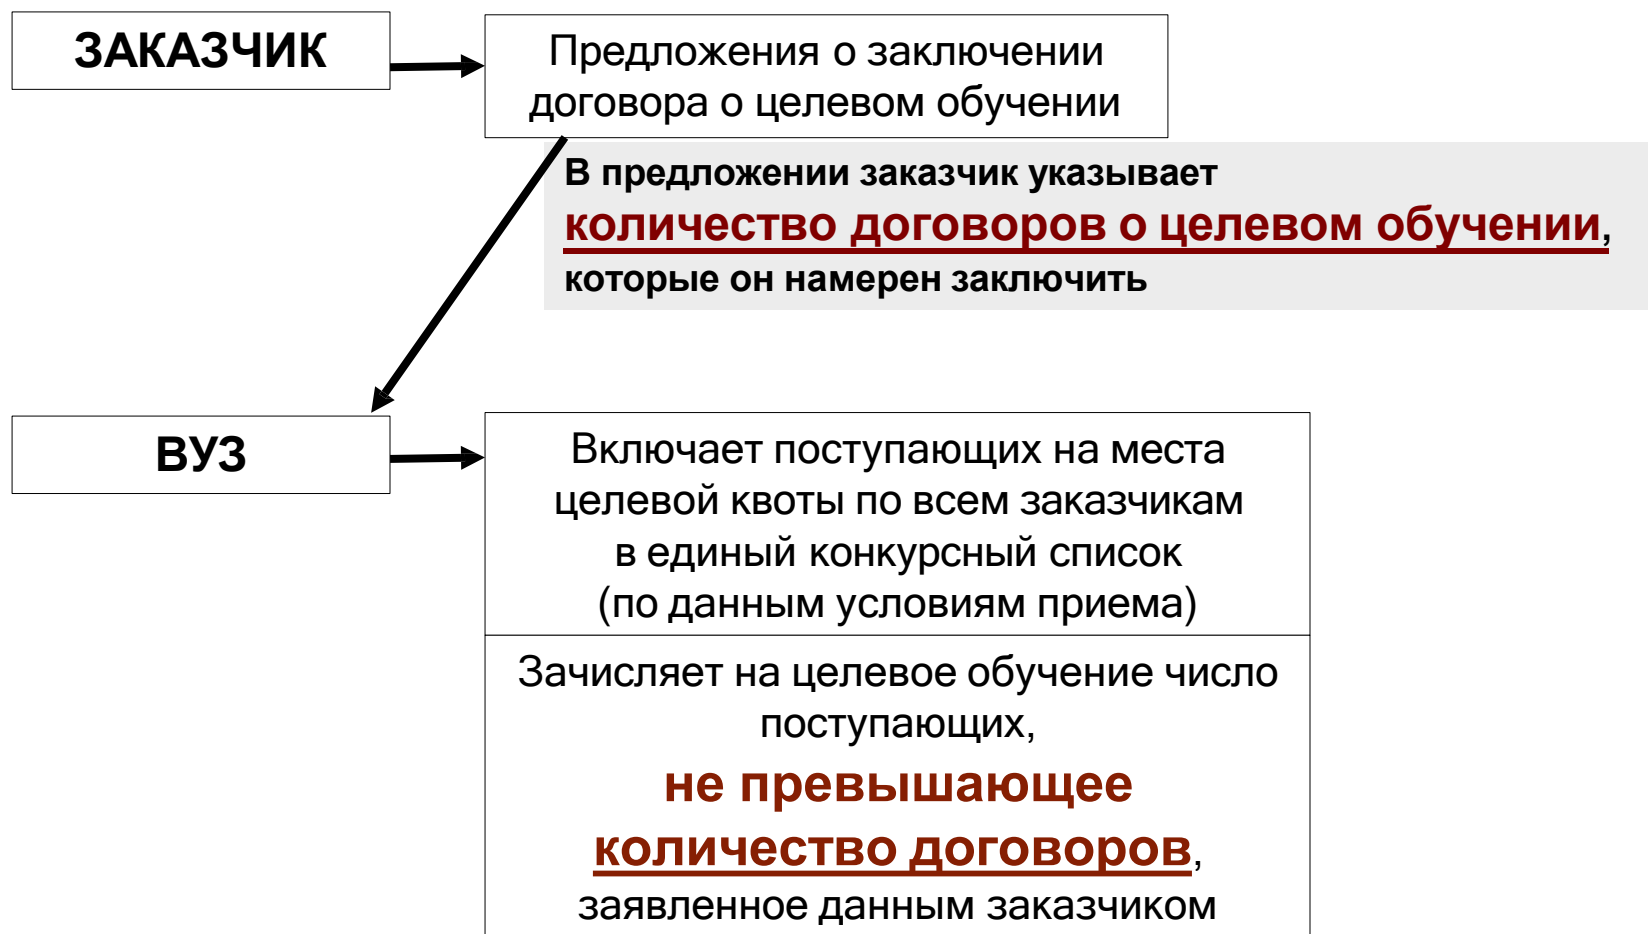 ЗАКАЗЧИК
Предложения о заключении
договора о целевом обучении
В предложении заказчик указывает
количество договоров о целевом обучении,
которые он намерен заключить
ВУЗ
Включает поступающих на места
целевой квоты по всем заказчикам
в единый конкурсный список
(по данным условиям приема)
Зачисляет на целевое обучение число
поступающих,
не превышающее
количество договоров,
заявленное данным заказчиком